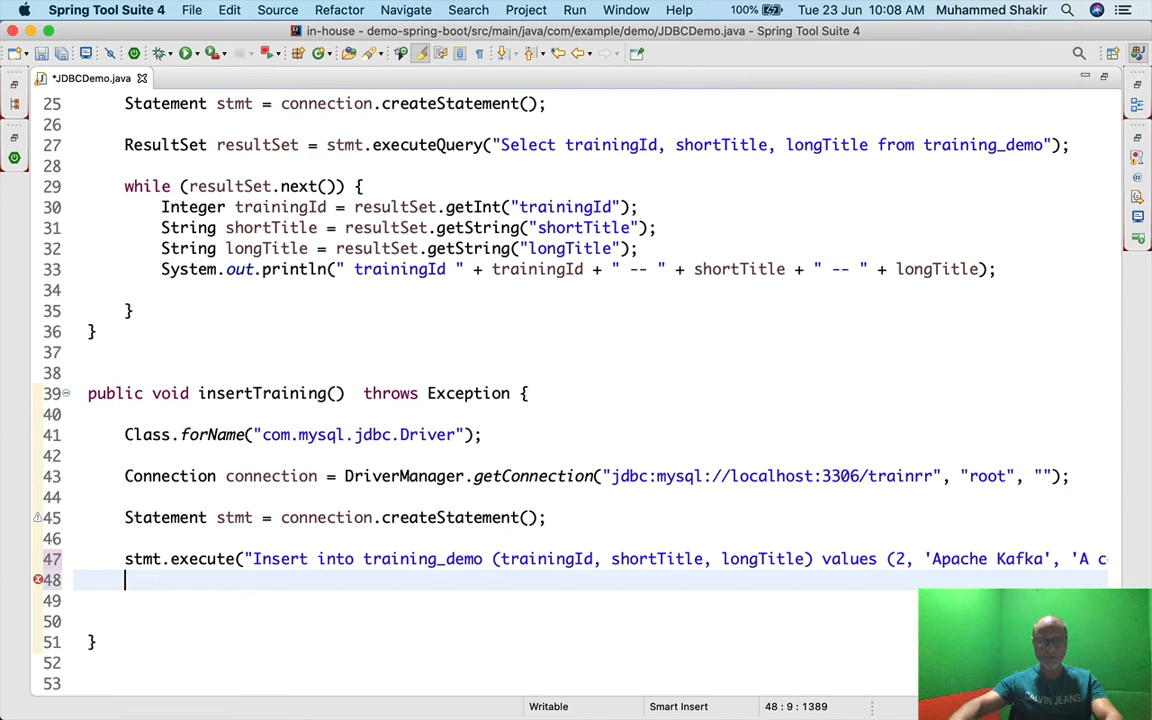 Spring Tool Suite 4 File Edit Source Refactor Navigate Search Project Run Window Help 100% Tue 23 Jun 10:08 AM Muhammed Shakir
in-house - demo-spring-boot/src/main/java/com/example/demo/JDBCDemo.java - Spring Tool Suite 4
*JDBCDemo.java
25 Statement stmt = connection.createStatement();
26
27 ResultSet resultSet = stmt.executeQuery("Select trainingId, shortTitle, longTitle from training_demo");
28
29 while (resultSet.next()) {
30 Integer trainingId = resultSet.getInt("trainingId");
31 String shortTitle = resultSet.getString("shortTitle");
32 String longTitle = resultSet.getString("longTitle");
33 System.out.println(" trainingId " + trainingId + " -- " + shortTitle + " -- " + longTitle);
34
35 }
36 }
37
38
39 public void insertTraining() throws Exception {
40
41 Class.forName("com.mysql.jdbc.Driver");
42
43 Connection connection = DriverManager.getConnection("jdbc:mysql://localhost:3306/trainrr", "root", "");
44
45 Statement stmt = connection.createStatement();
46
47 stmt.execute("Insert into training_demo (trainingId, shortTitle, longTitle) values (2, 'Apache Kafka', 'A c
48
49
50
51 }
52
53
CALVIN JEANS
Writable Smart Insert 48 : 9 : 1389